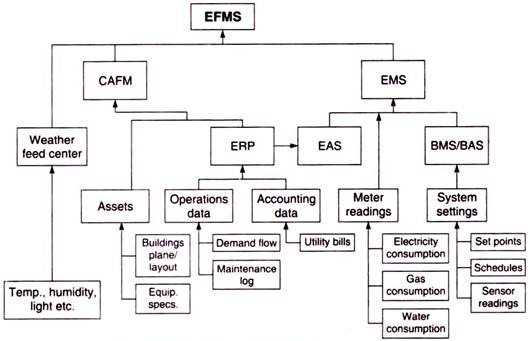 EFMS
CAFM
EMS
Weather
feed center
ERP
EAS
BMS/BAS
Assets
Operations
data
Accounting
data
Meter
readings
System
settings
Buildings
plane/
layout
Demand flow
Utility bills
Electricity
consumption
Set points
Maintenance
log
Schedules
Temp., humidity,
light etc.
Equip.
specs.
Gas
consumption
Sensor
readings
Water
consumption